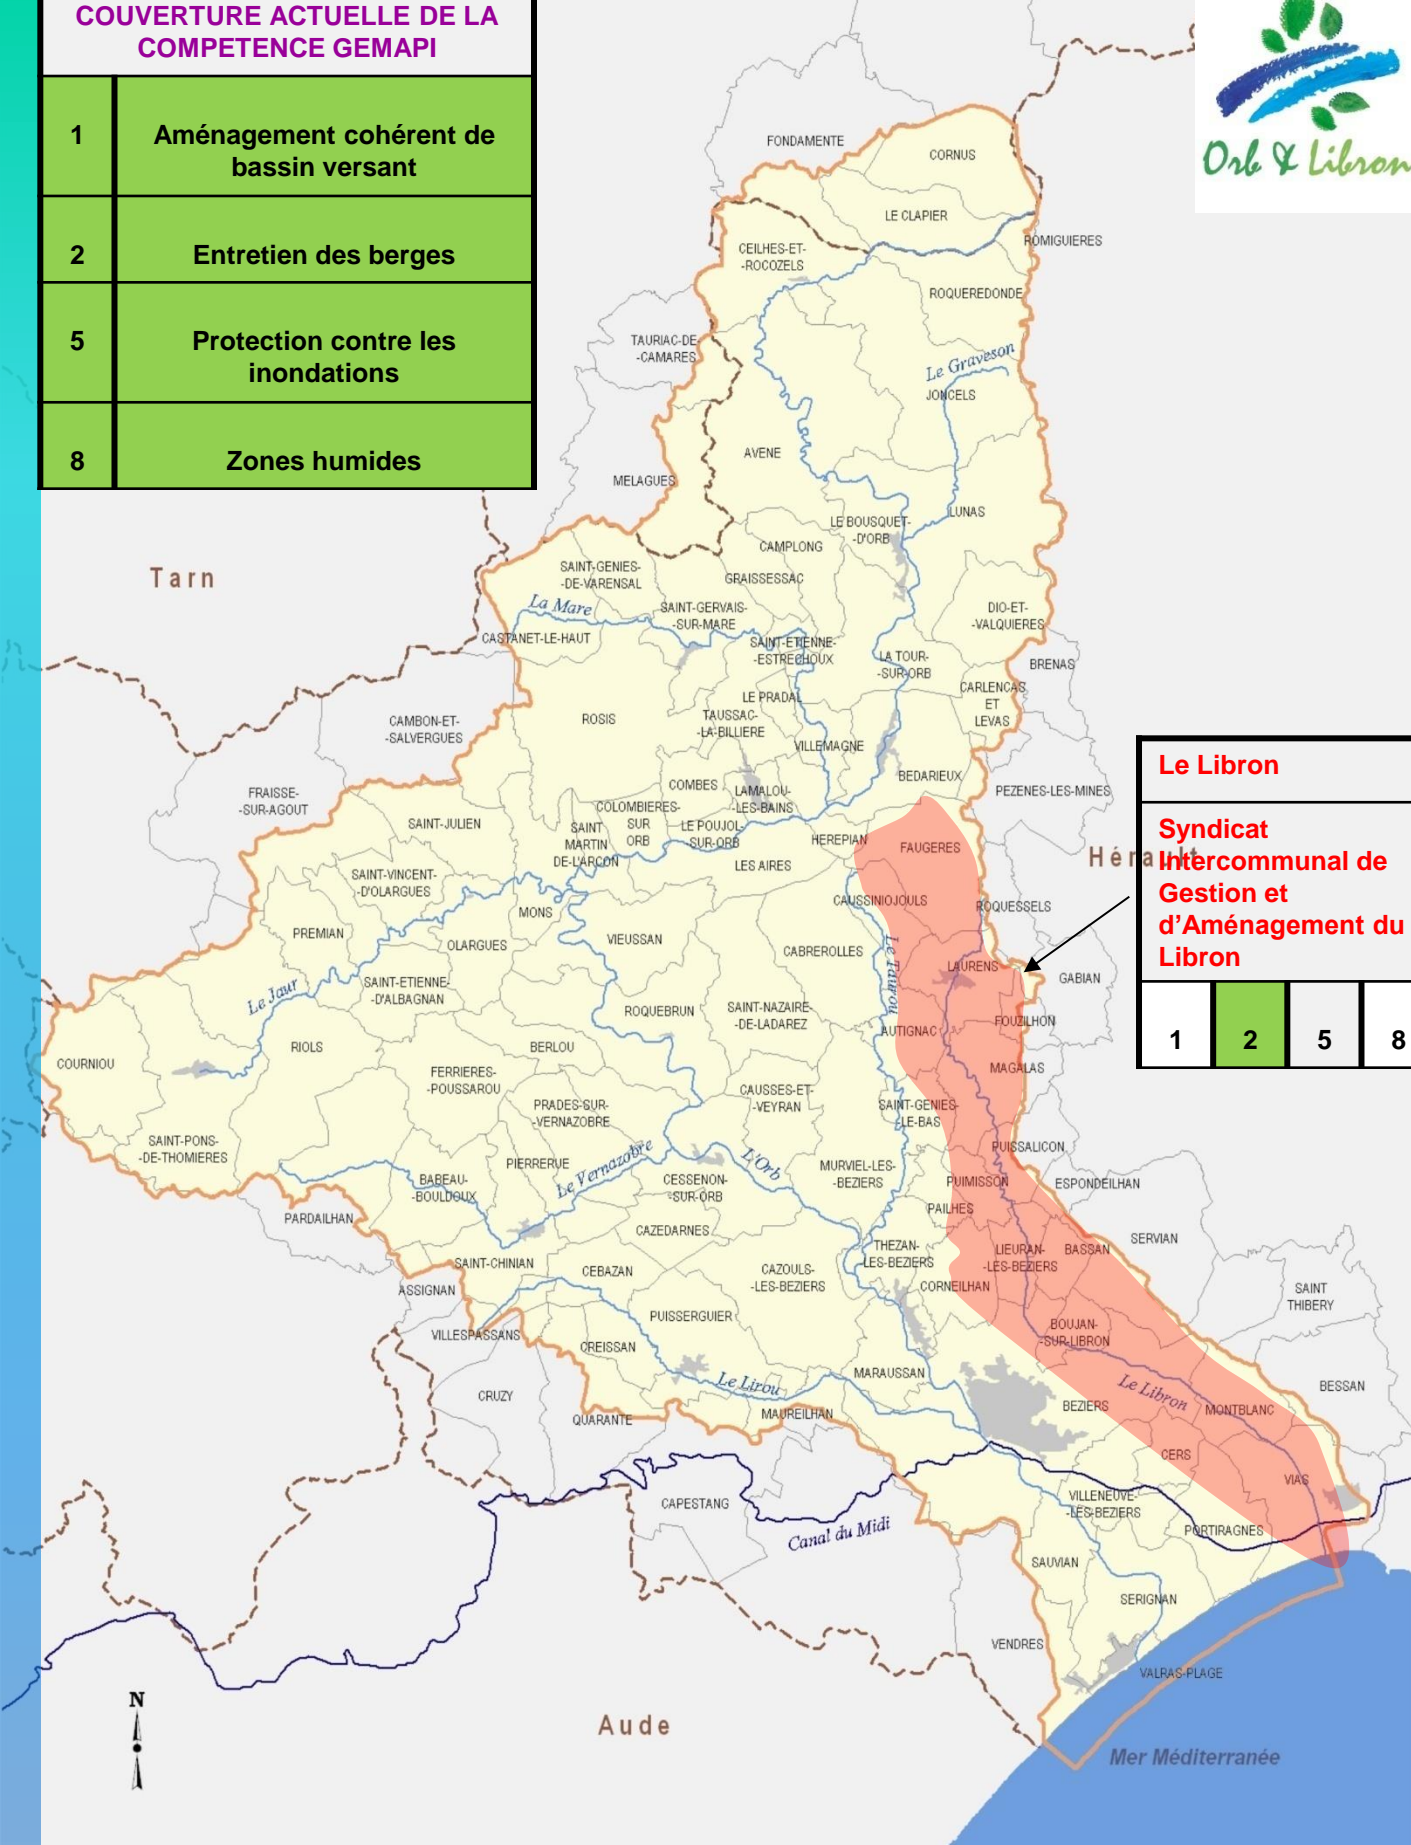 COUVERTURE ACTUELLE DE LA
COMPETENCE GEMAPI
1
Aménagement cohérent de
bassin versant
2
Entretien des berges
5
Protection contre les
inondations
8
Zones humides
Orb & Libron
FONDAMENTE
CORNUS
LE CLAPIER
ROMIGUIERES
CEILHES-ET-
-ROCOZELS
ROQUEREDONDE
TAURIAC-DE-
-CAMARES
Le Graveson
JONCELS
AVENE
MELAGUES
LUNAS
LE BOUSQUET-
-D'ORB
CAMPLONG
Tarn
SAINT-GENIES-
-DE-VARENSAL
GRAISSESSAC
La Mare
SAINT-GERVAIS-
-SUR-MARE
DIO-ET-
-VALQUIERES
CASTANET-LE-HAUT
SAINT-ETIENNE-
-ESTRECHOUX
LA TOUR-
-SUR-ORB
BRENAS
LE PRADAL
CARLENCAS
ET
LEVAS
CAMBON-ET-
-SALVERGUES
ROSIS
TAUSSAC-
-LA-BILLIERE
VILLEMAGNE
BEDARIEUX
PEZENES-LES-MINES
FRAISSE-
-SUR-AGOUT
COMBES
LAMALOU-
-LES-BAINS
COLOMBIERES-
SUR
ORB
SAINT-JULIEN
SAINT
MARTIN
DE-L'ARCON
LE POUJOL-
-SUR-ORB
HEREPIAN
FAUGERES
LES AIRES
Hérault
Le Libron
Syndicat
Intercommunal de
Gestion et
d'Aménagement du
Libron
1
2
5
8
SAINT-VINCENT-
-D'OLARGUES
CAUSSINIOJOULS
ROQUESSELS
MONS
PREMIAN
OLARGUES
VIEUSSAN
CABREROLLES
Le Taurou
LAURENS
GABIAN
Le Jaur
SAINT-ETIENNE-
-D'ALBAGNAN
ROQUEBRUN
SAINT-NAZAIRE-
-DE-LADAREZ
AUTIGNAC
FOUZILHON
RIOLS
BERLOU
COURNIOU
FERRIERES-
-POUSSAROU
MAGALAS
CAUSSES-ET-
-VEYRAN
PRADES-SUR-
-VERNAZOBRE
SAINT-GENIES-
-LE-BAS
SAINT-PONS-
-DE-THOMIERES
PUISSALICON
PIERRERUE
Le Vernazobre
L'Orb
MURVIEL-LES-
-BEZIERS
BABEAU-
-BOULDOUX
CESSENON-
-SUR-ORB
PUIMISSON
ESPONDEILHAN
PAILHES
PARDAILHAN
CAZEDARNES
SERVIAN
THEZAN-
-LES-BEZIERS
LIEURAN-
-LES-BEZIERS
BASSAN
SAINT-CHINIAN
CEBAZAN
CAZOULS-
-LES-BEZIERS
CORNEILHAN
ASSIGNAN
SAINT
THIBERY
PUISSERGUIER
VILLESPASSANS
BOUJAN-
-SUR-LIBRON
CREISSAN
MARAUSSAN
Le Lirou
Le Libron
BESSAN
CRUZY
QUARANTE
MAUREILHAN
BEZIERS
MONTBLANC
CERS
VIAS
CAPESTANG
VILLENEUVE-
-LES-BEZIERS
Canal du Midi
PORTIRAGNES
SAUVIAN
SERIGNAN
VENDRES
VALRAS-PLAGE
N
Aude
Mer Méditerranée